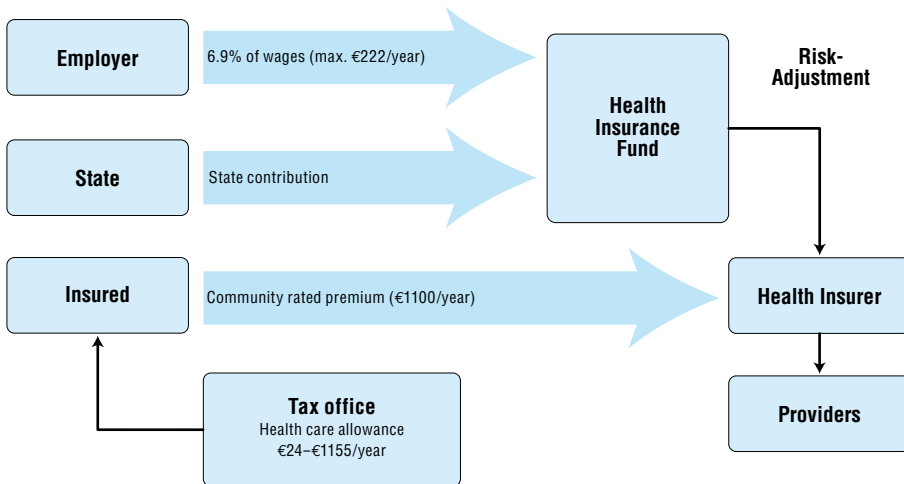 Employer
6.9% of wages (max. €222/year)
Health
Insurance
Fund
Risk-
Adjustment
State
State contribution
Insured
Community rated premium (€1100/year)
Health Insurer
Tax office
Health care allowance
€24–€1155/year
Providers